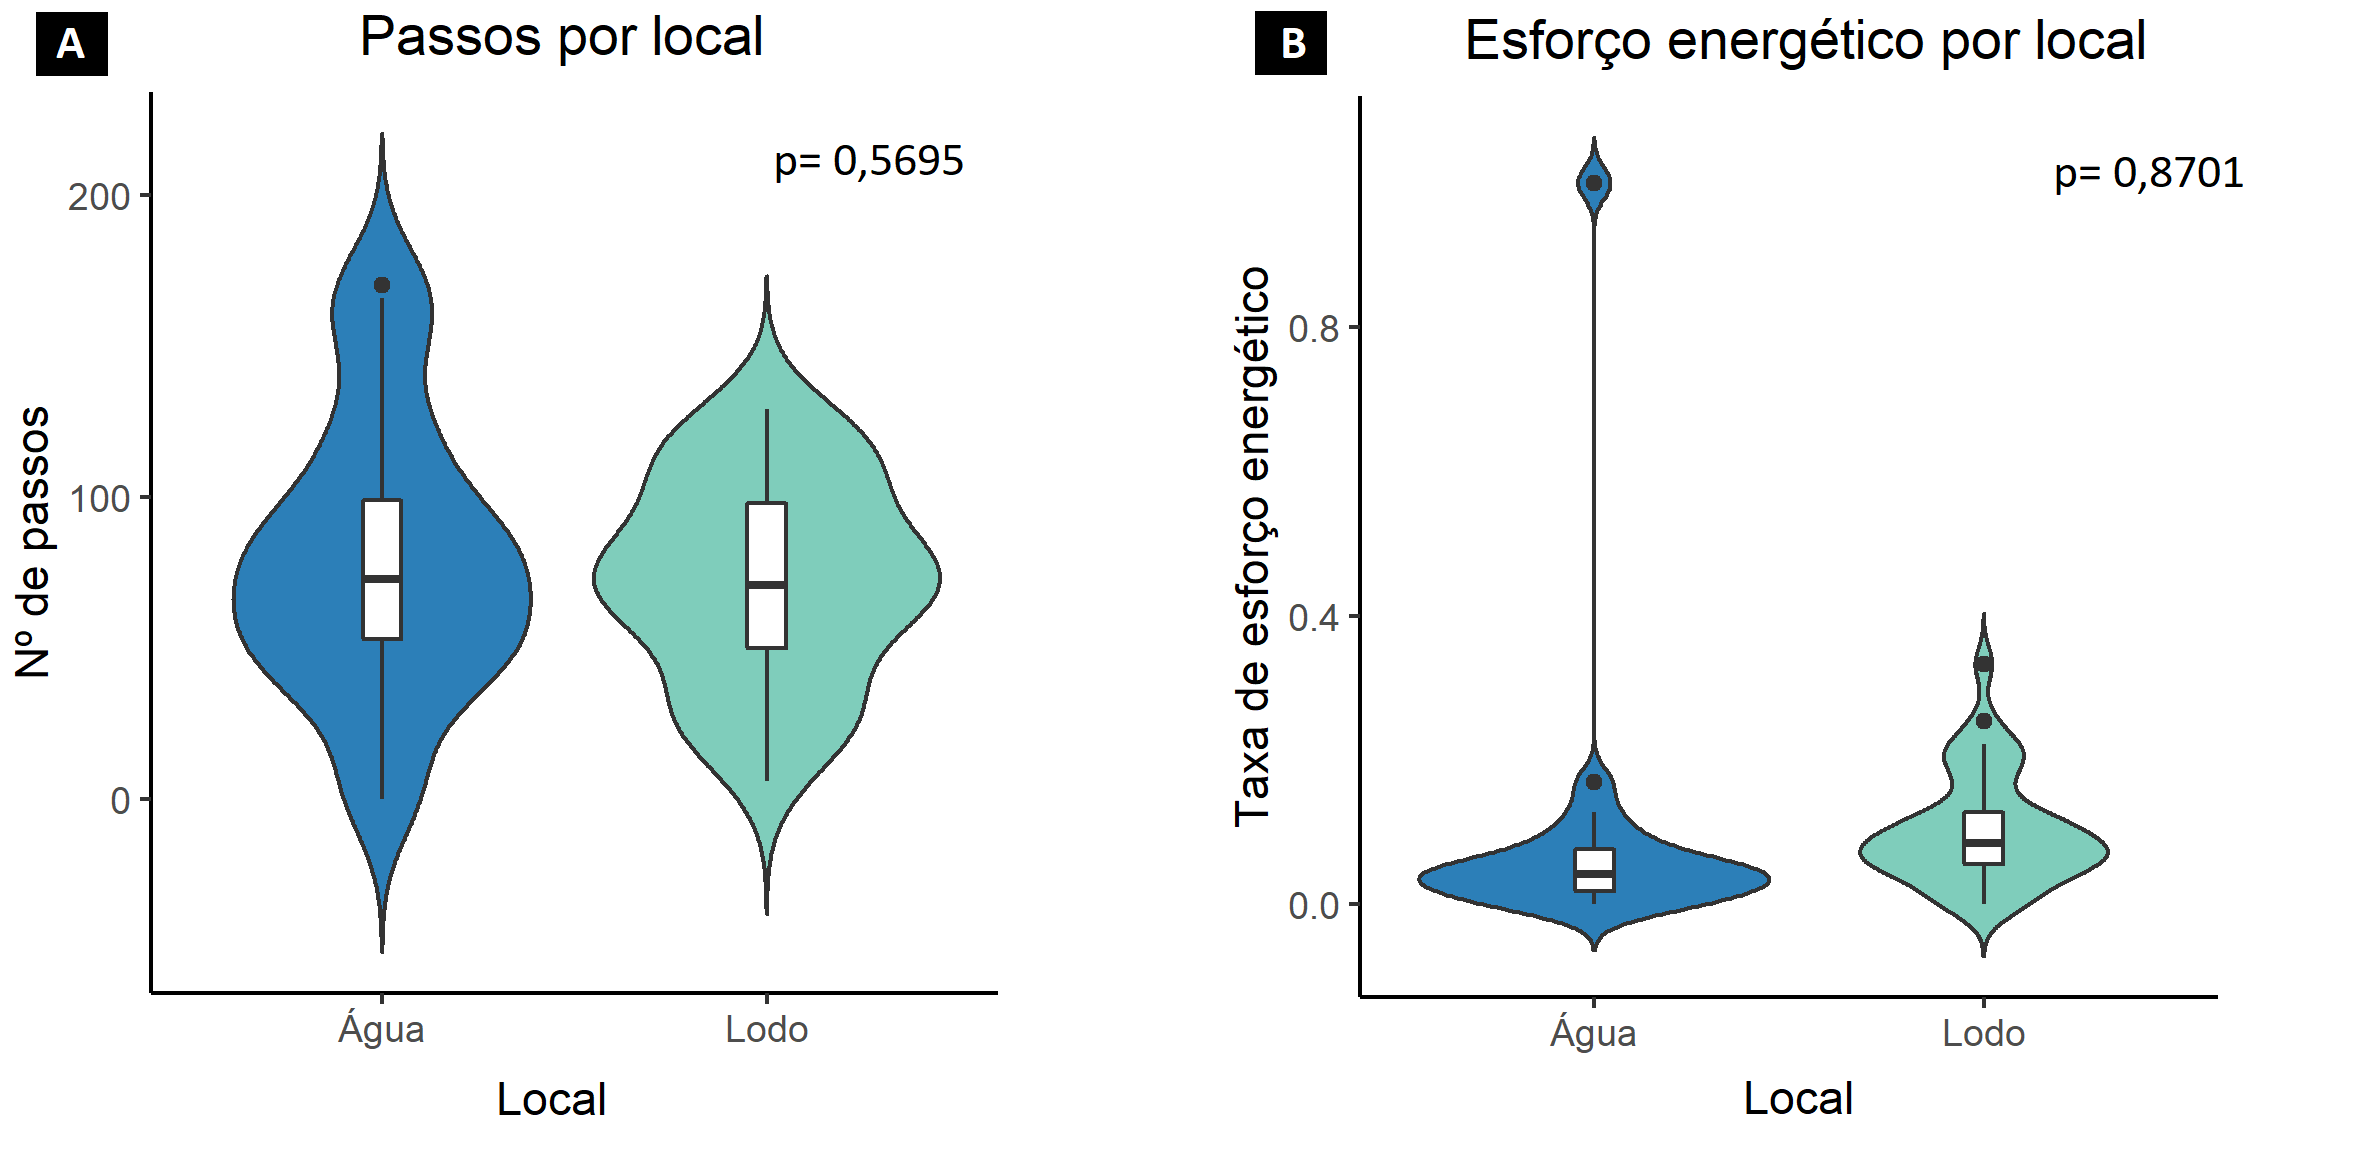 A
Passos por local
p= 0,5695
Nº de passos
200
100
0
Água
Lodo
Local
B
Esforço energético por local
p= 0,8701
Taxa de esforço energético
0.8
0.4
0.0
Água
Lodo
Local